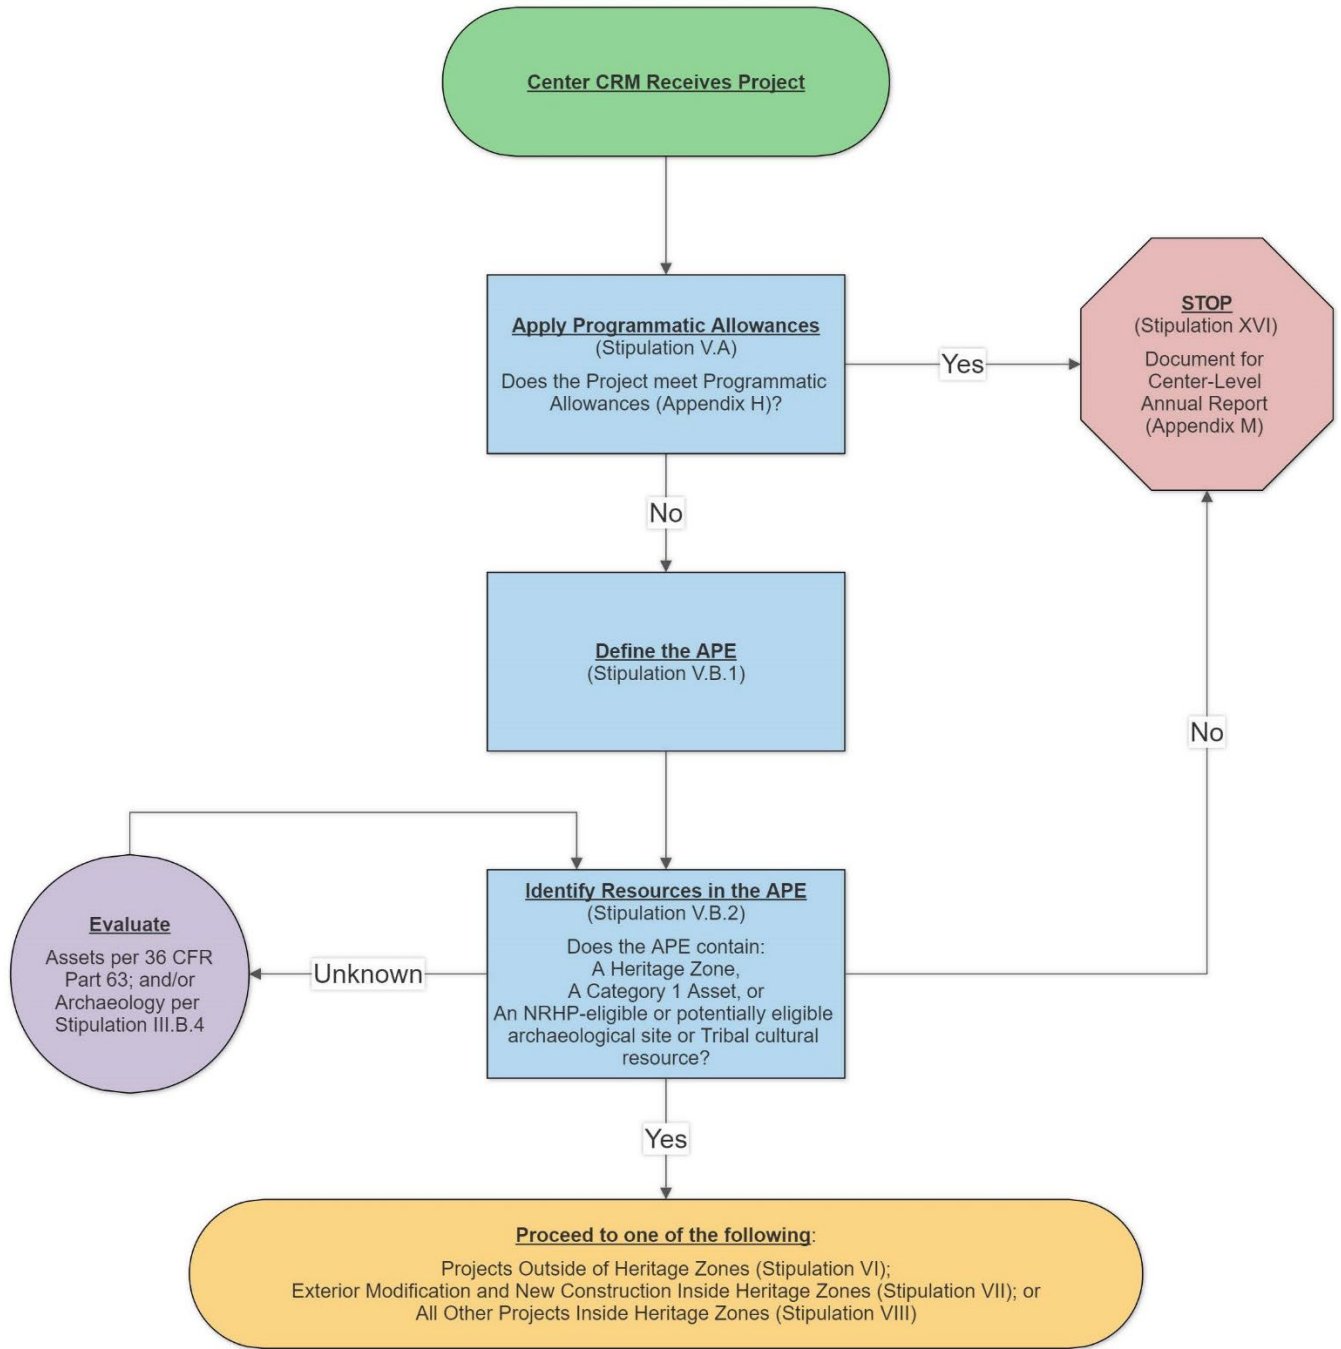 Center CRM Receives Project
Apply Programmatic Allowances
(Stipulation V.A)
Does the Project meet Programmatic
Allowances (Appendix H)?
Yes
STOP
(Stipulation XVI)
Document for
Center-Level
Annual Report
(Appendix M)
No
Define the APE
(Stipulation V.B.1)
No
Identify Resources in the APE
(Stipulation V.B.2)
Does the APE contain:
A Heritage Zone,
A Category 1 Asset, or
An NRHP-eligible or potentially eligible
archaeological site or Tribal cultural
resource?
Unknown
Evaluate
Assets per 36 CFR
Part 63; and/or
Archaeology per
Stipulation III.B.4
Yes
Proceed to one of the following:
Projects Outside of Heritage Zones (Stipulation VI);
Exterior Modification and New Construction Inside Heritage Zones (Stipulation VII); or
All Other Projects Inside Heritage Zones (Stipulation VIII)